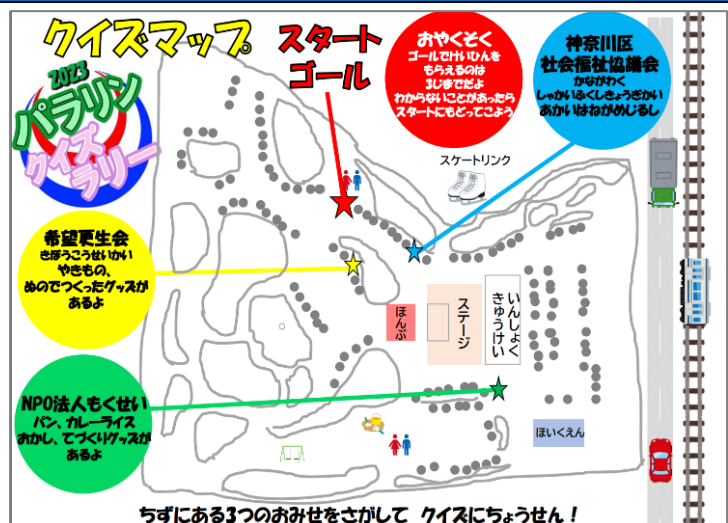 クイズマップ
スタート
ゴール
2023
パラリン
クイズ
ラリー
おやくそく
ゴールでけいひんを
もらえるのは
3じまでだよ
わからないことがあったら
スタートにもどってこよう
神奈川区
社会福祉協議会
かながわく
しゃかいふくしきょうぎかい
あかいはねがめじるし
スケートリンク
希望更生会
きぼうこうせいかい
やきもの、
ぬのでつくったグッズが
あるよ
ほんぶ
ステージ
いんしょく
きゅうけい
NPO法人もくせい
パン、カレーライス
おかし、てづくりグッズが
あるよ
ほいくえん
ちずにある3つのおみせをさがして クイズにちょうせん！